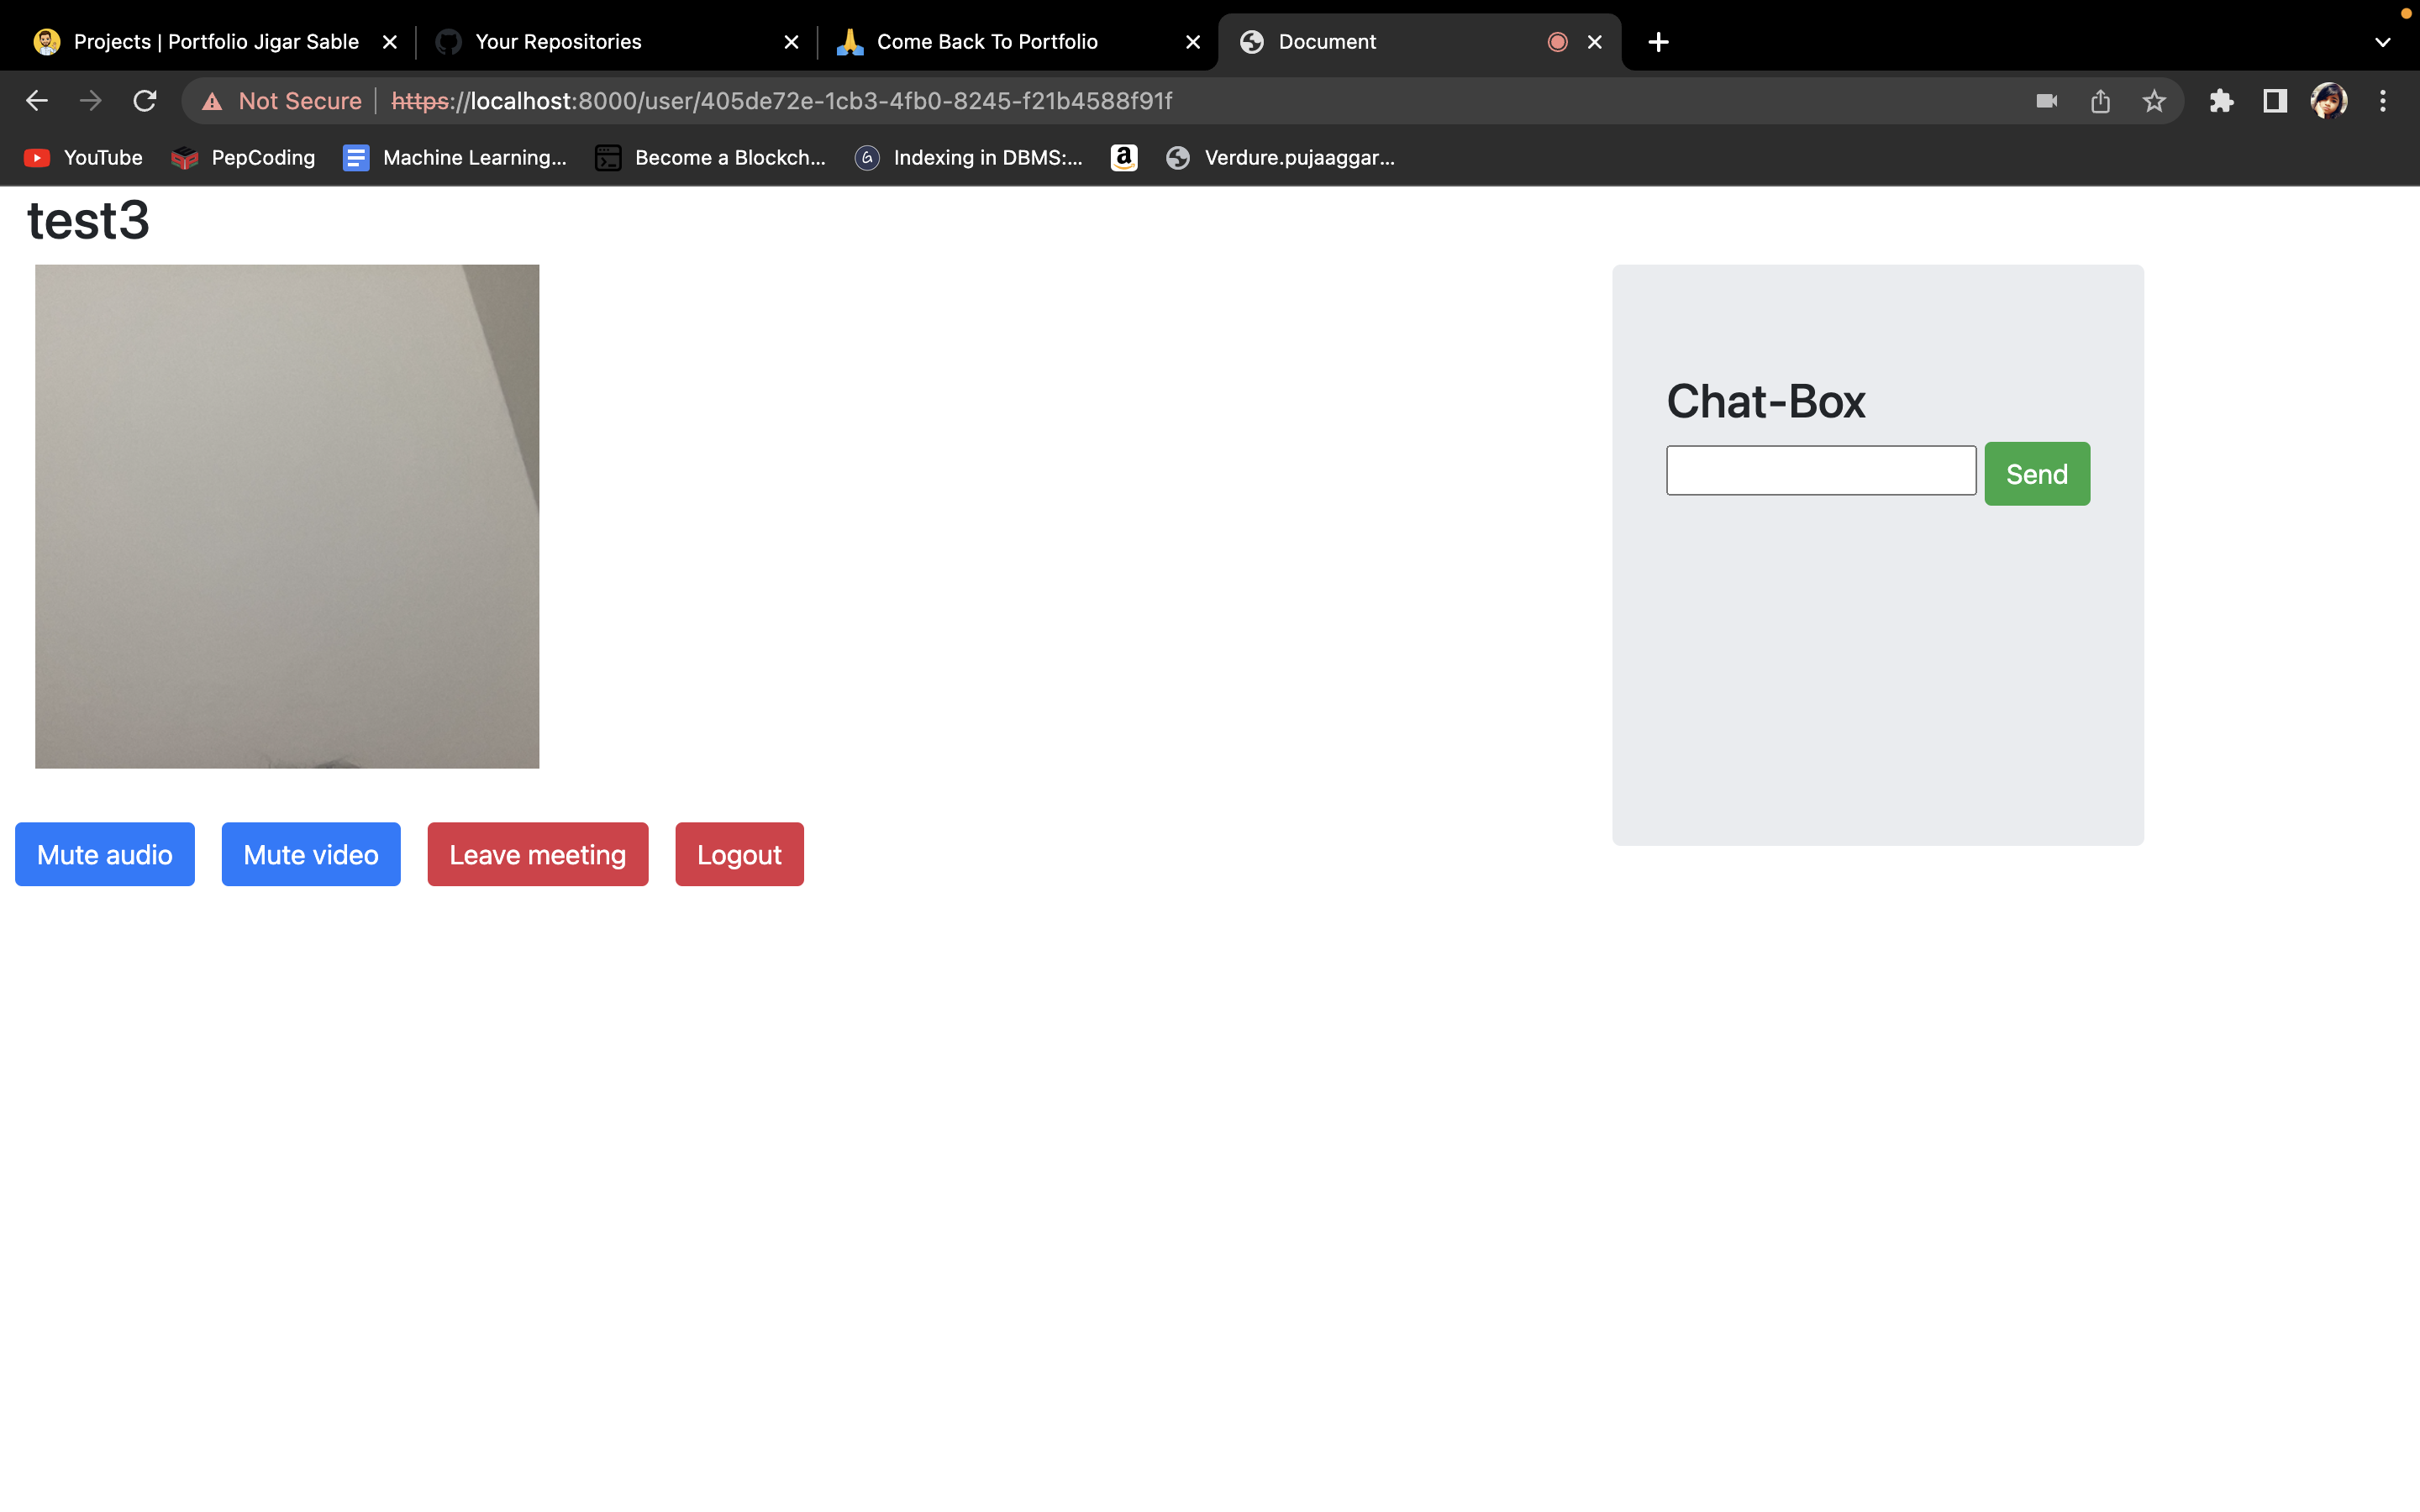 Projects | Portfolio Jigar Sable
Your Repositories
Come Back To Portfolio
Document
Not Secure
https://localhost:8000/user/405de72e-1cb3-4fb0-8245-f21b4588f91f
YouTube
PepCoding
Machine Learning...
Become a Blockch...
Indexing in DBMS:...
a
Verdure.pujaaggar...
test3
Chat-Box
Send
Mute audio
Mute video
Leave meeting
Logout